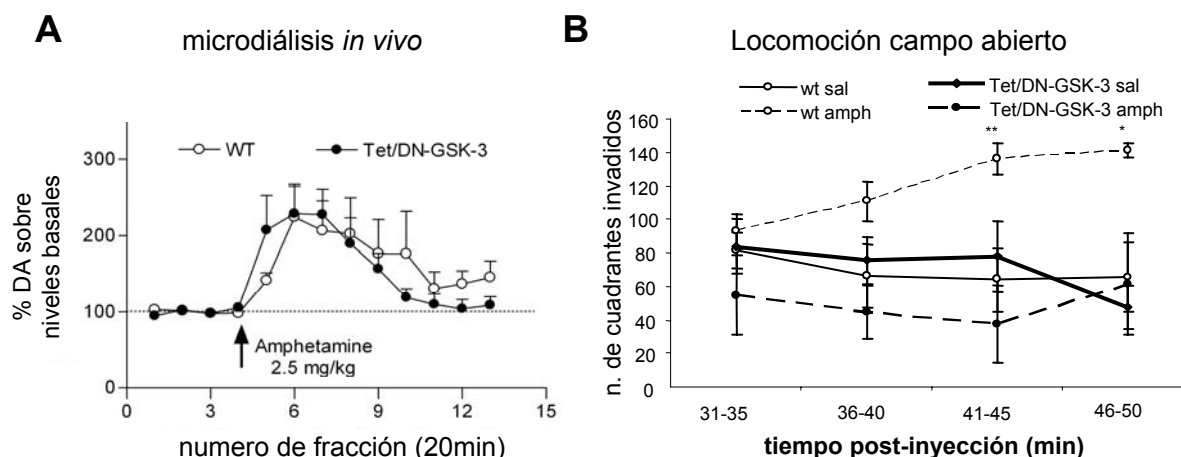 A
microdiálisis in vivo
WT
Tet/DN-GSK-3
% DA sobre
niveles basales
300
200
100
0
Amphetamine
2.5 mg/kg
0
3
6
9
12
15
numero de fracción (20min)
B
Locomoción campo abierto
wt sal
Tet/DN-GSK-3 sal
wt amph
Tet/DN-GSK-3 amph
n. de cuadrantes invadidos
160
140
120
100
80
60
40
20
0
**
*
31-35
36-40
41-45
46-50
tiempo post-inyección (min)